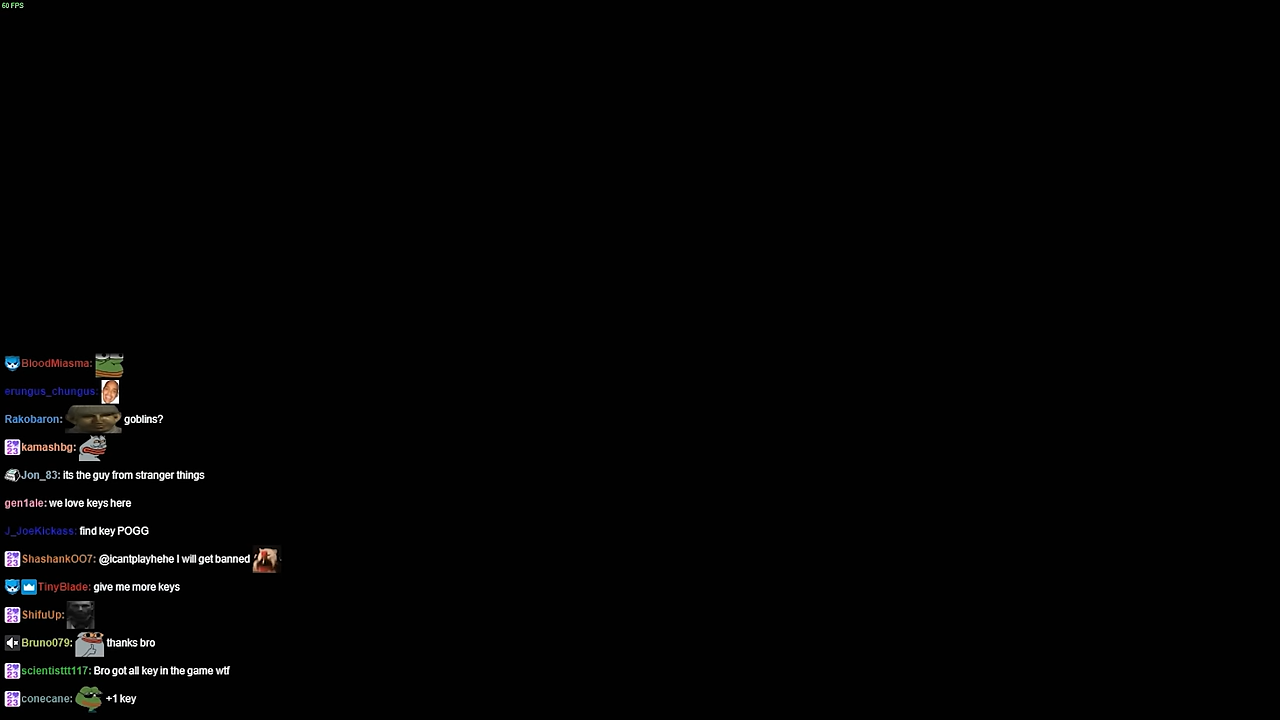 60 FPS
BloodMiasma:
erungus_chungus:
Rakobaron: goblins?
kamashbg:
Jon_83: its the guy from stranger things
gen1ale: we love keys here
J_JoeKickass: find key POGG
ShashankOO7: @icantplayhehe I will get banned
TinyBlade: give me more keys
ShifuUp:
Bruno079: thanks bro
scientisttt117: Bro got all key in the game wtf
conecane: +1 key